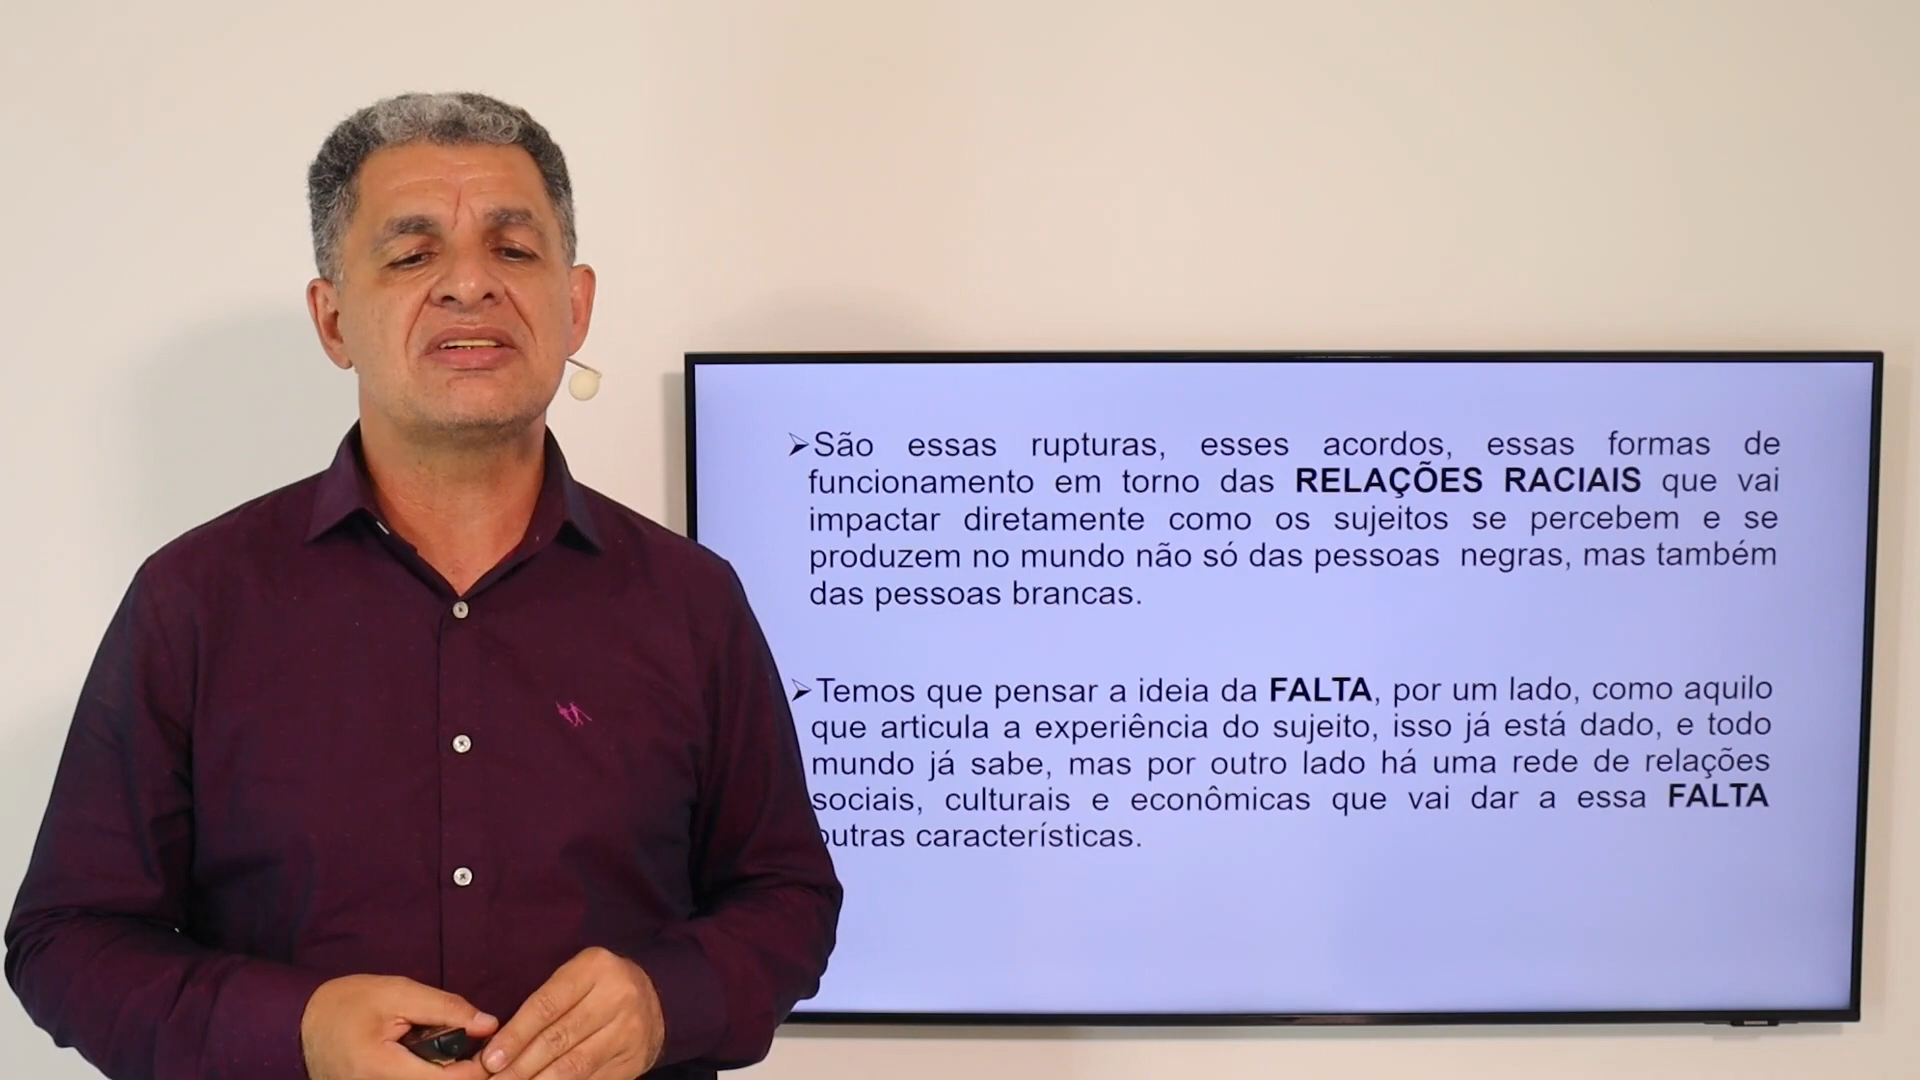 ➢São essas rupturas, esses acordos, essas formas de
funcionamento em torno das RELAÇÕES RACIAIS que vai
impactar diretamente como os sujeitos se percebem e se
produzem no mundo não só das pessoas negras, mas também
das pessoas brancas.
➢Temos que pensar a ideia da FALTA, por um lado, como aquilo
que articula a experiência do sujeito, isso já está dado, e todo
mundo já sabe, mas por outro lado há uma rede de relações
sociais, culturais e econômicas que vai dar a essa FALTA
outras características.